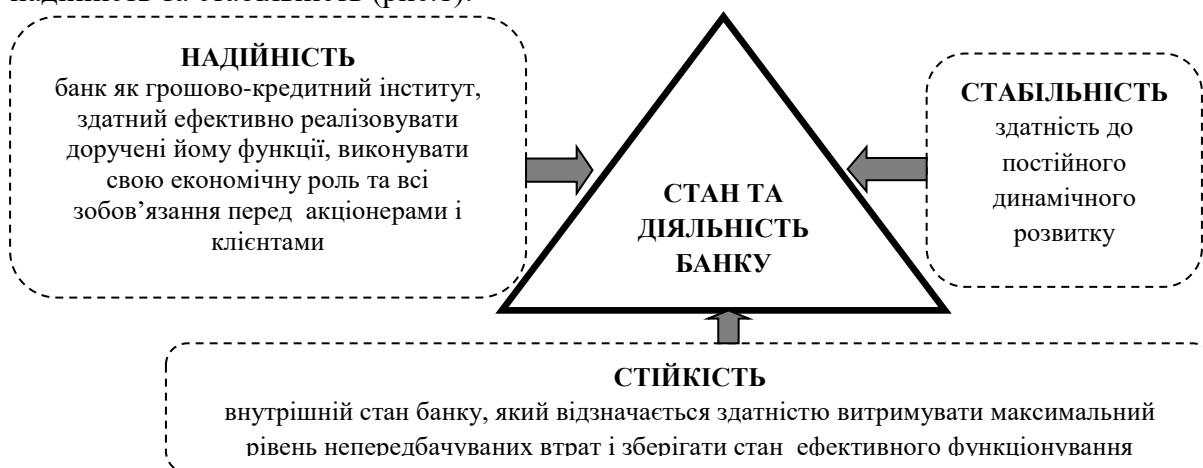 надійність та стабільність (рис.1).
НАДІЙНІСТЬ
банк як грошово-кредитний інститут,
здатний ефективно реалізовувати
доручені йому функції, виконувати
свою економічну роль та всі
зобов’язання перед акціонерами і
клієнтами
СТАН ТА
ДІЯЛЬНІСТЬ
БАНКУ
СТАБІЛЬНІСТЬ
здатність до
постійного
динамічного
розвитку
СТІЙКІСТЬ
внутрішній стан банку, який відзначається здатністю витримувати максимальний
рівень непередбачуваних втрат і зберігати стан ефективного функціонування